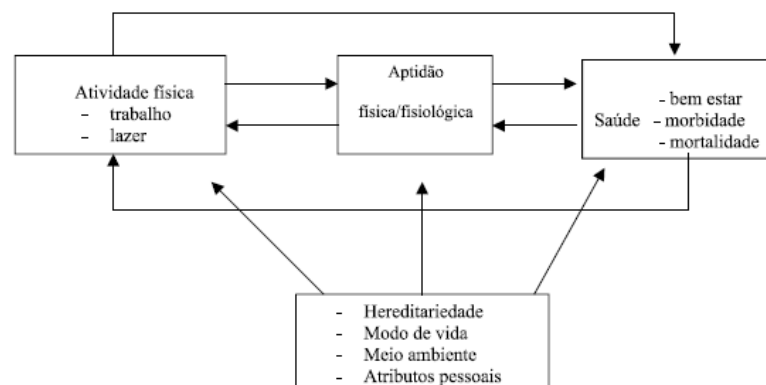 Atividade física
- trabalho
- lazer
Aptidão
física/fisiológica
- bem estar
Saúde - morbidade
- mortalidade
- Hereditariedade
- Modo de vida
- Meio ambiente
- Atributos pessoais